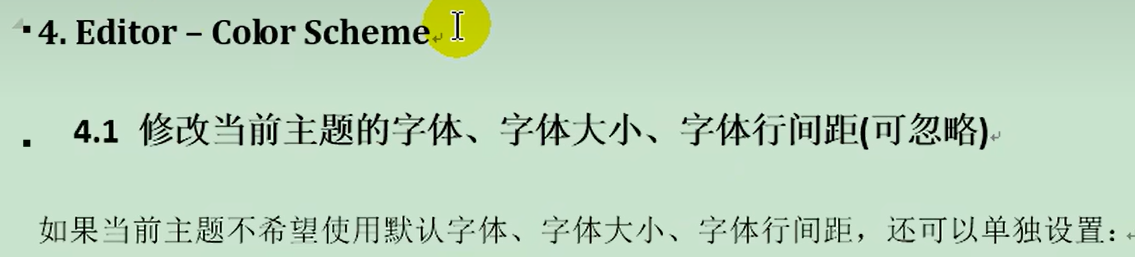 4. Editor – Color Scheme
4.1 修改当前主题的字体、字体大小、字体行间距(可忽略)
如果当前主题不希望使用默认字体、字体大小、字体行间距，还可以单独设置：